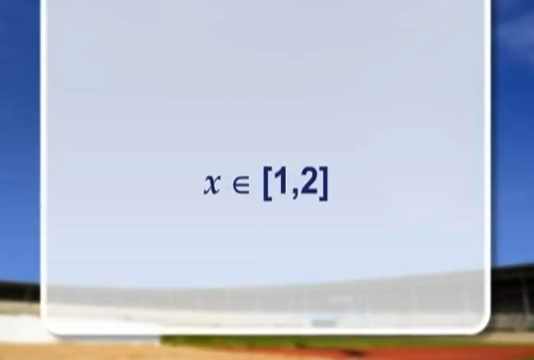 x ∈ [1,2]